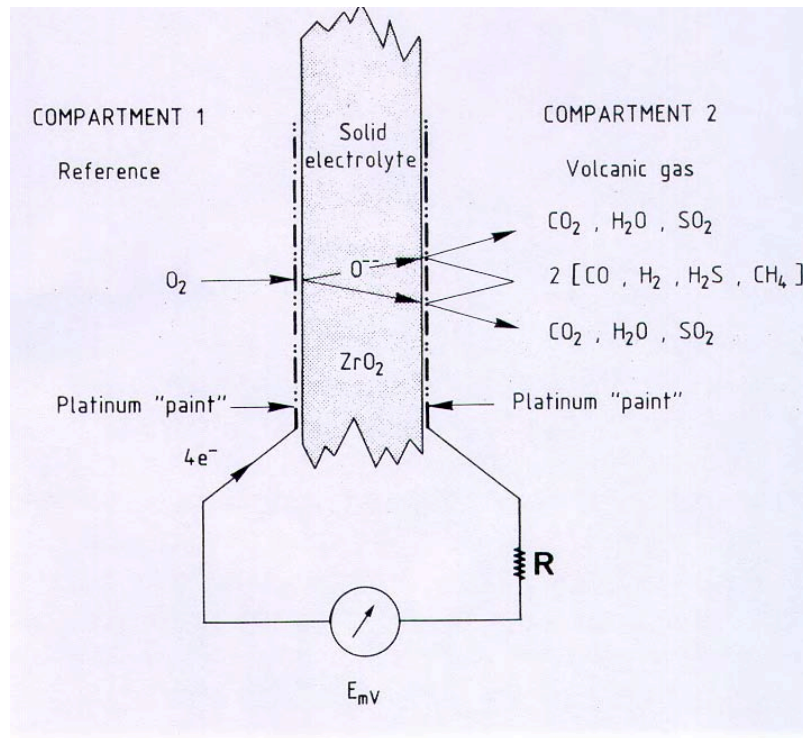 COMPARTMENT 1
Reference
Solid
electrolyte
COMPARTMENT 2
Volcanic gas
CO₂ , H₂O , SO₂
O₂
O⁻⁻
2 [CO , H₂ , H₂S , CH₄]
CO₂ , H₂O , SO₂
ZrO₂
Platinum "paint"
Platinum "paint"
4e⁻
R
EmV